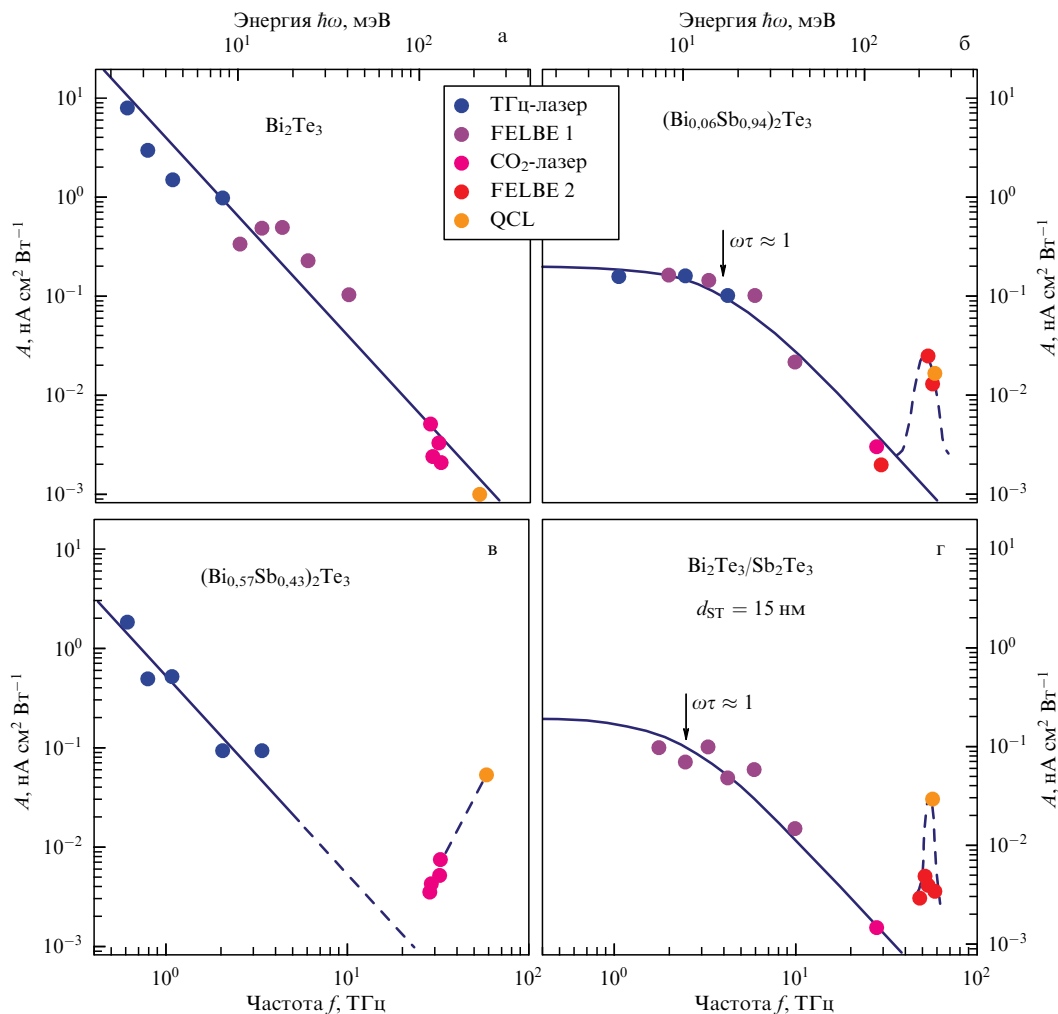 Энергия ħω, мэВ
Энергия ħω, мэВ
10¹ 10² а
10¹ 10² б
A, нА см² Вт⁻¹
10¹
10⁰
10⁻¹
10⁻²
10⁻³
Bi₂Te₃
ТГц-лазер
FELBE 1
CO₂-лазер
FELBE 2
QCL
(Bi₀,₀₆Sb₀,₉₄)₂Te₃
ωτ ≈ 1
10¹
10⁰
10⁻¹
10⁻²
10⁻³
A, нА см² Вт⁻¹
A, нА см² Вт⁻¹
10¹
10⁰
10⁻¹
10⁻²
10⁻³
в
(Bi₀,₅₇Sb₀,₄₃)₂Te₃
г
Bi₂Te₃/Sb₂Te₃
d_ST = 15 нм
ωτ ≈ 1
10¹
10⁰
10⁻¹
10⁻²
10⁻³
A, нА см² Вт⁻¹
10⁰ 10¹ 10²
10⁰ 10¹ 10²
Частота f, ТГц
Частота f, ТГц